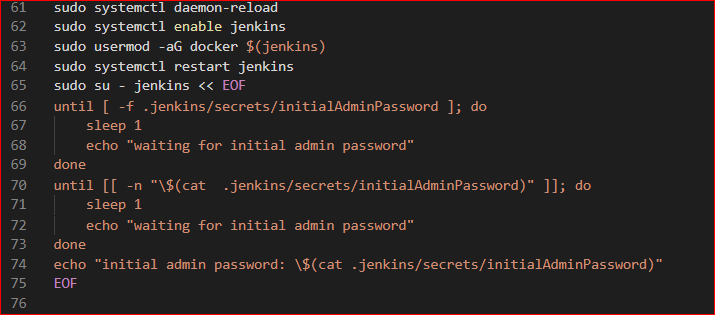 61 sudo systemctl daemon-reload
62 sudo systemctl enable jenkins
63 sudo usermod -aG docker $(jenkins)
64 sudo systemctl restart jenkins
65 sudo su - jenkins << EOF
66 until [ -f .jenkins/secrets/initialAdminPassword ]; do
67     sleep 1
68     echo "waiting for initial admin password"
69 done
70 until [[ -n "\$(cat  .jenkins/secrets/initialAdminPassword)" ]]; do
71     sleep 1
72     echo "waiting for initial admin password"
73 done
74 echo "initial admin password: \$(cat .jenkins/secrets/initialAdminPassword)"
75 EOF
76